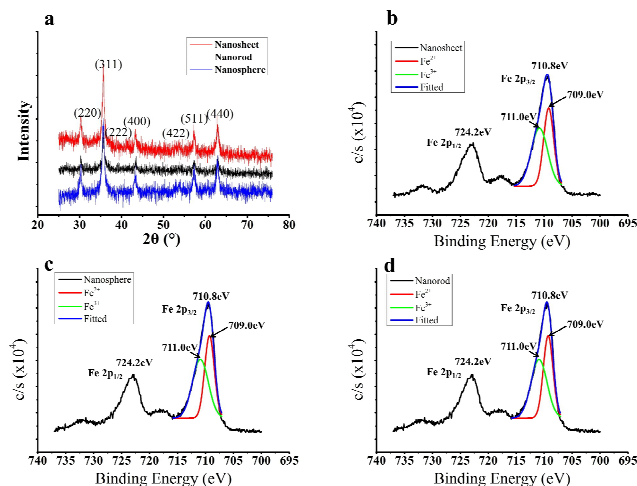 a
Nanosheet
Nanorod
Nanosphere
(311)
(220)
(222)
(400)
(422)
(511)
(440)
Intensity
20 30 40 50 60 70 80
2θ (°)
b
Nanosheet
Fe²⁺
Fe³⁺
Fitted
710.8eV
Fe 2p3/2
709.0eV
711.0eV
724.2eV
Fe 2p1/2
c/s (x10⁴)
740 735 730 725 720 715 710 705 700 695
Binding Energy (eV)
c
Nanosphere
Fe²⁺
Fe³⁺
Fitted
710.8eV
Fe 2p3/2
709.0eV
711.0eV
724.2eV
Fe 2p1/2
c/s (x10⁴)
740 735 730 725 720 715 710 705 700 695
Binding Energy (eV)
d
Nanorod
Fe²⁺
Fe³⁺
Fitted
710.8eV
Fe 2p3/2
709.0eV
711.0eV
724.2eV
Fe 2p1/2
c/s (x10⁴)
740 735 730 725 720 715 710 705 700 695
Binding Energy (eV)